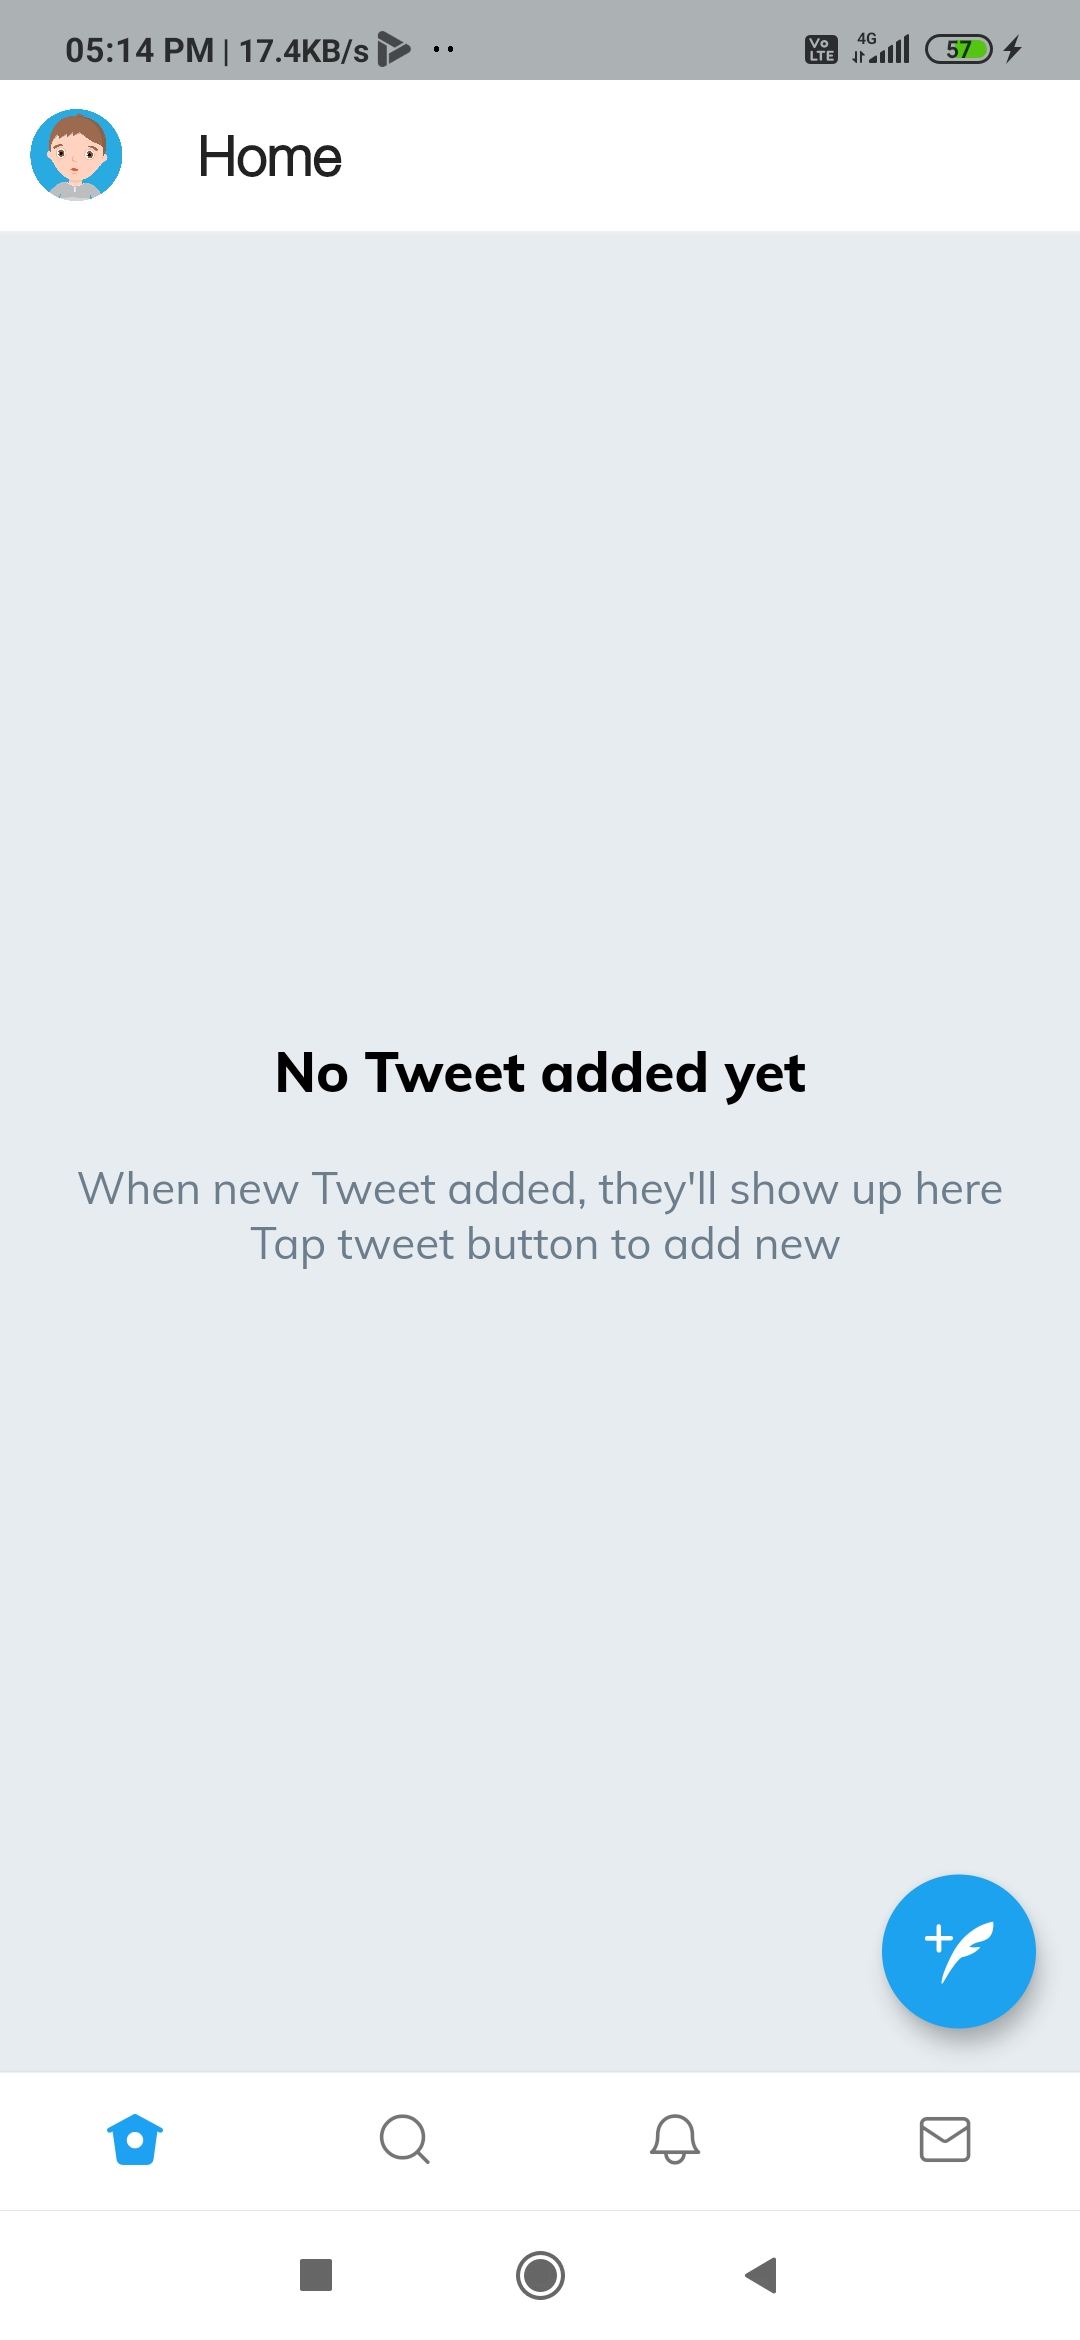 05:14 PM | 17.4KB/s
Vo LTE 4G 57
Home
No Tweet added yet
When new Tweet added, they'll show up here
Tap tweet button to add new